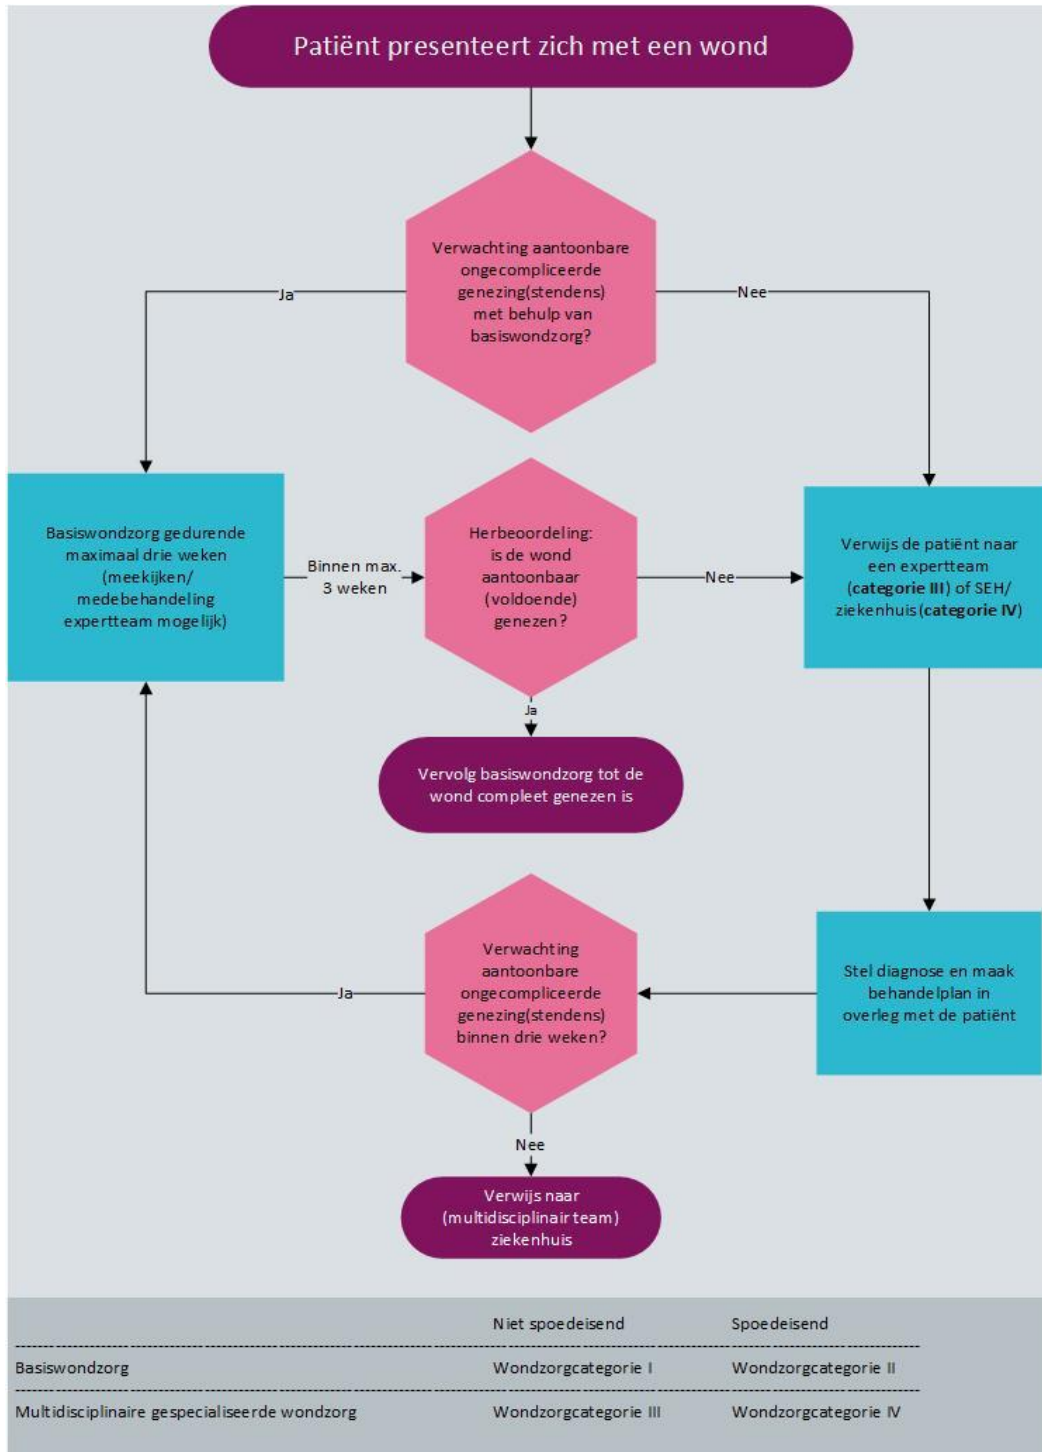 Patiënt presenteert zich met een wond
Verwachting aantoonbare
ongecompliceerde
genezing(stendens)
met behulp van
basiswondzorg?
Ja
Nee
Basiswondzorg gedurende
maximaal drie weken
(meekijken/
medebehandeling
expertteam mogelijk)
Binnen max.
3 weken
Herbeoordeling:
is de wond
aantoonbaar
(voldoende)
genezen?
Nee
Verwijs de patiënt naar
een expertteam
(categorie III) of SEH/
ziekenhuis (categorie IV)
Ja
Vervolg basiswondzorg tot de
wond compleet genezen is
Verwachting
aantoonbare
ongecompliceerde
genezing(stendens)
binnen drie weken?
Ja
Stel diagnose en maak
behandelplan in
overleg met de patiënt
Nee
Verwijs naar
(multidisciplinair team)
ziekenhuis
Niet spoedeisend Spoedeisend
Basiswondzorg Wondzorgcategorie I Wondzorgcategorie II
Multidisciplinaire gespecialiseerde wondzorg Wondzorgcategorie III Wondzorgcategorie IV